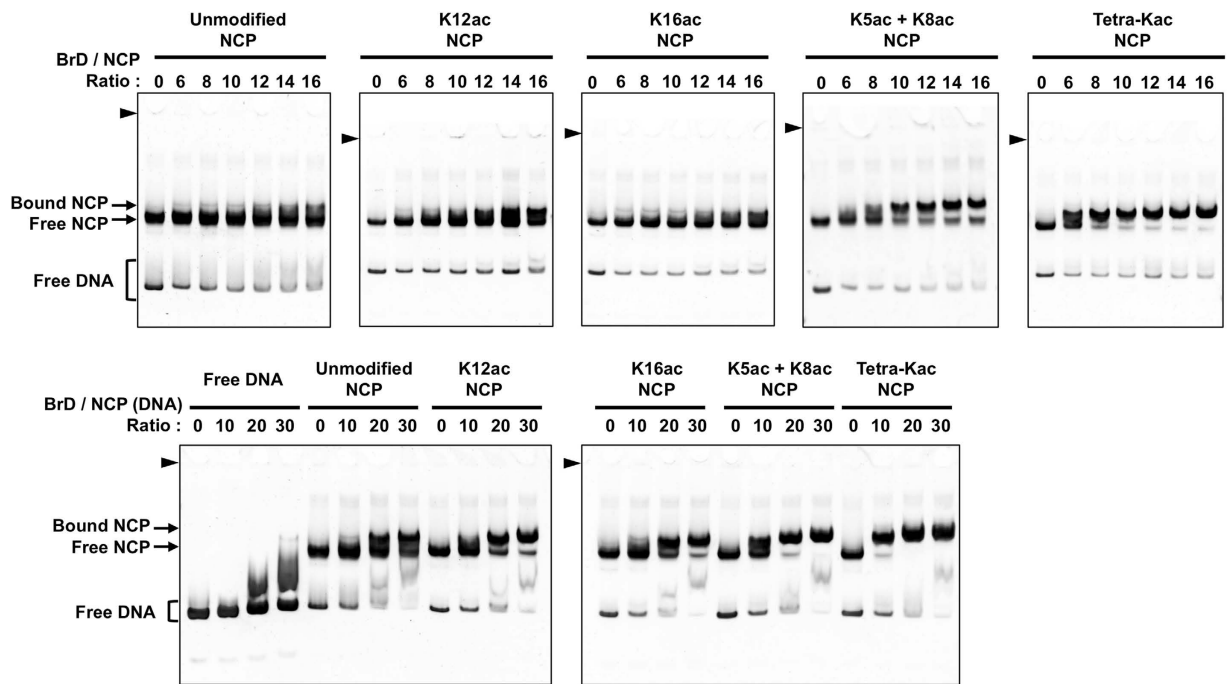 Unmodified NCP
K12ac NCP
K16ac NCP
K5ac + K8ac NCP
Tetra-Kac NCP
BrD / NCP
Ratio : 0 6 8 10 12 14 16 0 6 8 10 12 14 16 0 6 8 10 12 14 16 0 6 8 10 12 14 16 0 6 8 10 12 14 16
Bound NCP
Free NCP
Free DNA
Free DNA
Unmodified NCP
K12ac NCP
K16ac NCP
K5ac + K8ac NCP
Tetra-Kac NCP
BrD / NCP (DNA)
Ratio : 0 10 20 30 0 10 20 30 0 10 20 30 0 10 20 30 0 10 20 30 0 10 20 30
Bound NCP
Free NCP
Free DNA